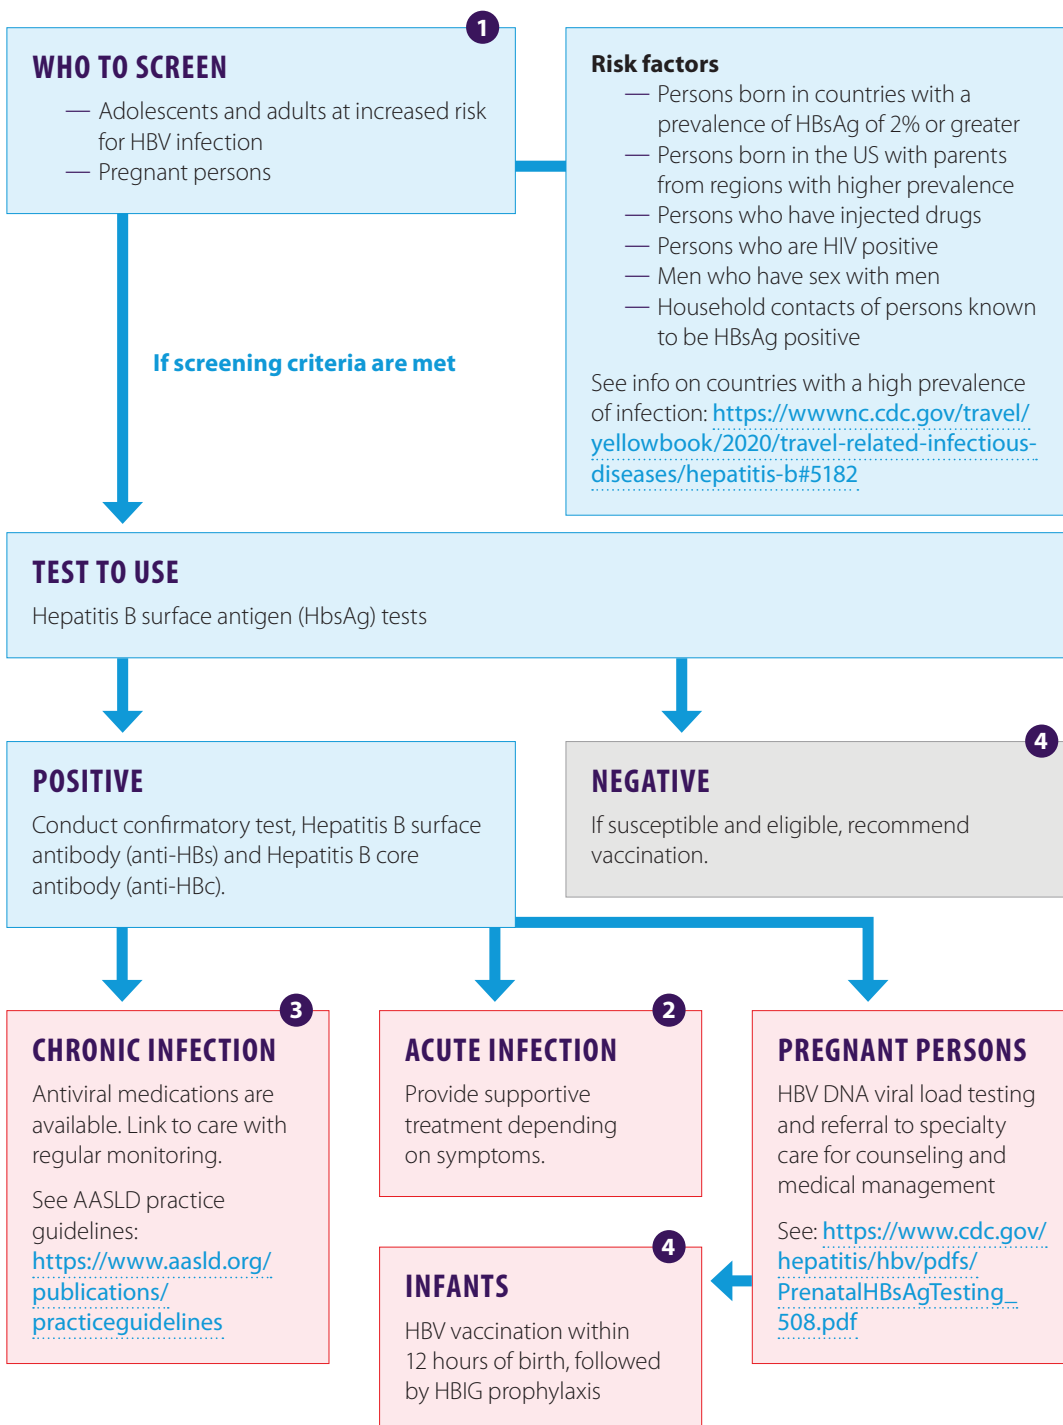 1
WHO TO SCREEN
— Adolescents and adults at increased risk
for HBV infection
— Pregnant persons
Risk factors
— Persons born in countries with a
prevalence of HBsAg of 2% or greater
— Persons born in the US with parents
from regions with higher prevalence
— Persons who have injected drugs
— Persons who are HIV positive
— Men who have sex with men
— Household contacts of persons known
to be HBsAg positive
See info on countries with a high prevalence
of infection: https://wwwnc.cdc.gov/travel/
yellowbook/2020/travel-related-infectious-
diseases/hepatitis-b#5182
If screening criteria are met
TEST TO USE
Hepatitis B surface antigen (HbsAg) tests
POSITIVE
Conduct confirmatory test, Hepatitis B surface
antibody (anti-HBs) and Hepatitis B core
antibody (anti-HBc).
4
NEGATIVE
If susceptible and eligible, recommend
vaccination.
3
CHRONIC INFECTION
Antiviral medications are
available. Link to care with
regular monitoring.
See AASLD practice
guidelines:
https://www.aasld.org/
publications/
practiceguidelines
2
ACUTE INFECTION
Provide supportive
treatment depending
on symptoms.
PREGNANT PERSONS
HBV DNA viral load testing
and referral to specialty
care for counseling and
medical management
See: https://www.cdc.gov/
hepatitis/hbv/pdfs/
PrenatalHBsAgTesting_
508.pdf
4
INFANTS
HBV vaccination within
12 hours of birth, followed
by HBIG prophylaxis